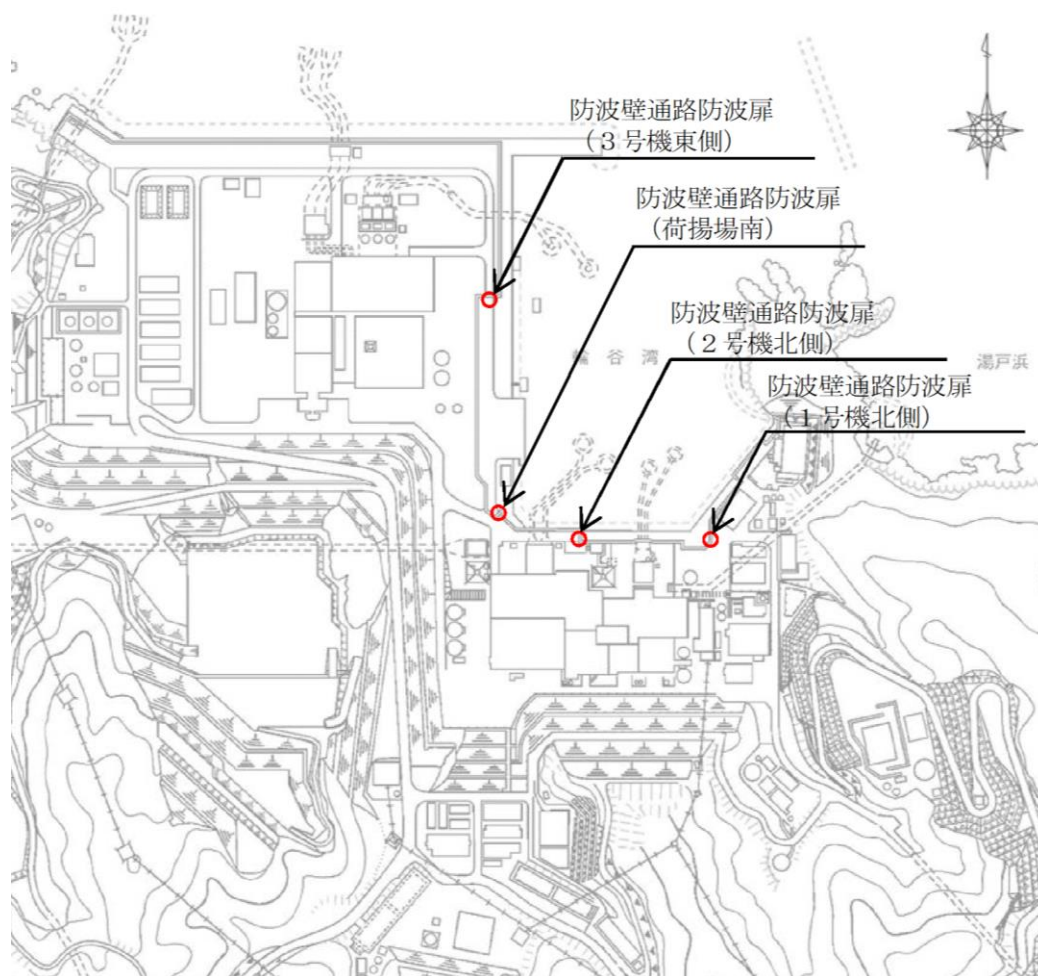 防波壁通路防波扉
（３号機東側）
防波壁通路防波扉
（荷揚場南）
防波壁通路防波扉
（２号機北側）
輪谷湾
湯戸浜
防波壁通路防波扉
（１号機北側）